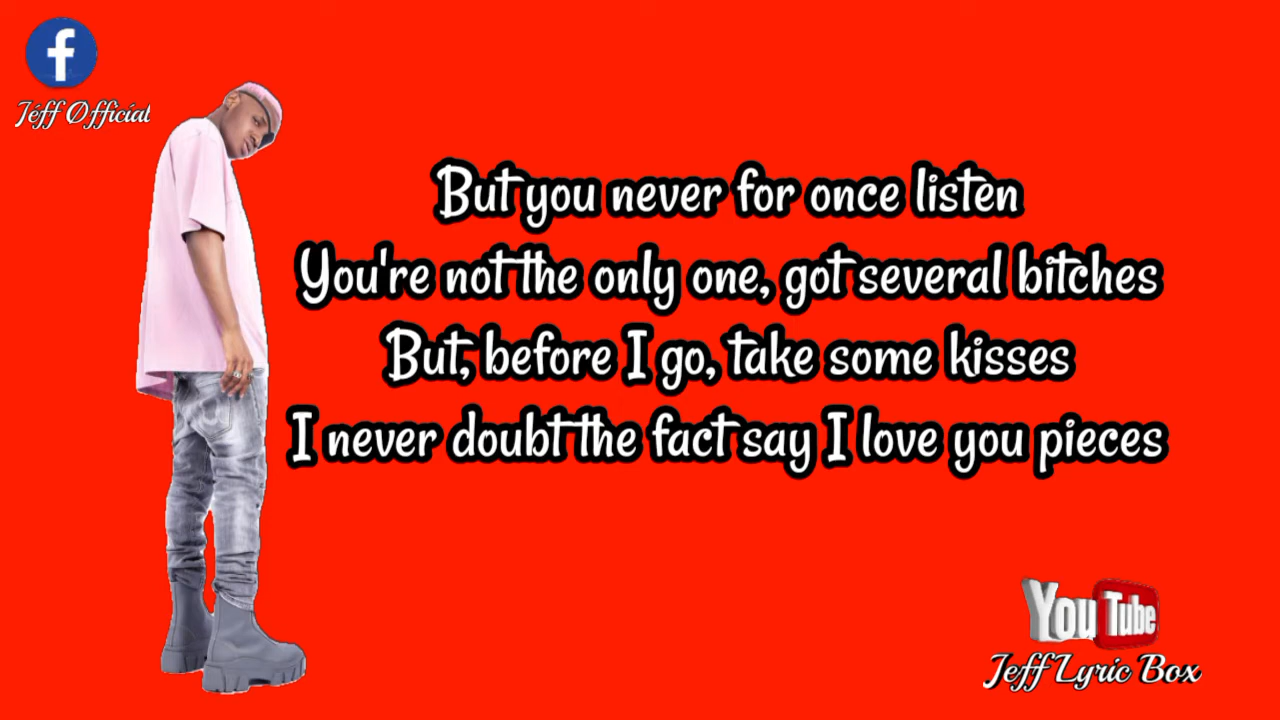 f
Jéff Øfficíal
But you never for once listen
You're not the only one, got several bitches
But, before I go, take some kisses
I never doubt the fact say I love you pieces
YouTube
Jeff Lyric Box